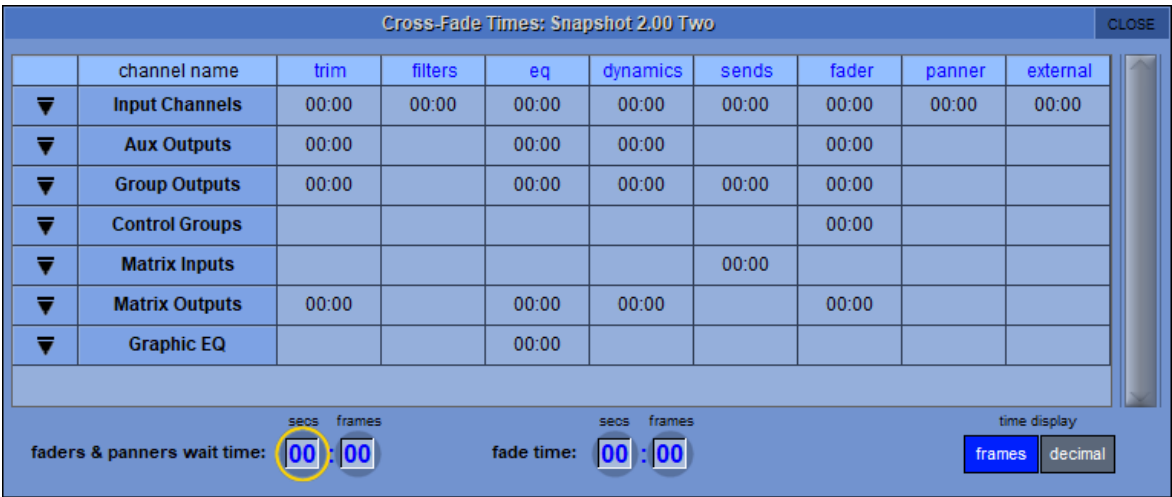 Cross-Fade Times: Snapshot 2.00 Two CLOSE
channel name trim filters eq dynamics sends fader panner external
Input Channels 00:00 00:00 00:00 00:00 00:00 00:00 00:00 00:00
Aux Outputs 00:00 00:00 00:00 00:00
Group Outputs 00:00 00:00 00:00 00:00 00:00
Control Groups 00:00
Matrix Inputs 00:00
Matrix Outputs 00:00 00:00 00:00 00:00
Graphic EQ 00:00
secs frames secs frames time display
faders & panners wait time: 00 : 00 fade time: 00 : 00 frames decimal